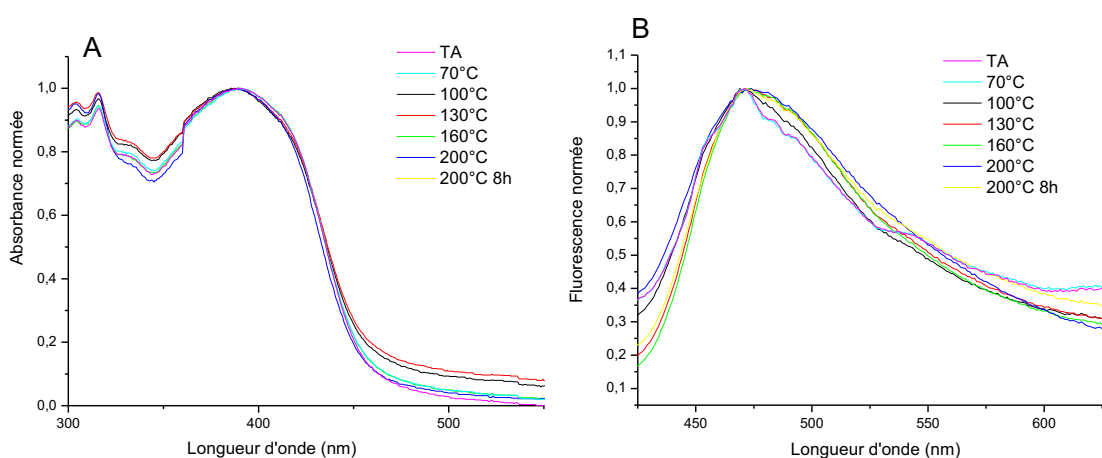 A
TA
70°C
100°C
130°C
160°C
200°C
200°C 8h
Absorbance normée
1,0
0,8
0,6
0,4
0,2
0,0
300
400
500
Longueur d'onde (nm)
B
TA
70°C
100°C
130°C
160°C
200°C
200°C 8h
Fluorescence normée
1,1
1,0
0,9
0,8
0,7
0,6
0,5
0,4
0,3
0,2
0,1
450
500
550
600
Longueur d'onde (nm)